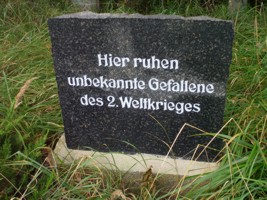 Hier ruhen
unbekannte Gefallene
des 2. Weltkrieges